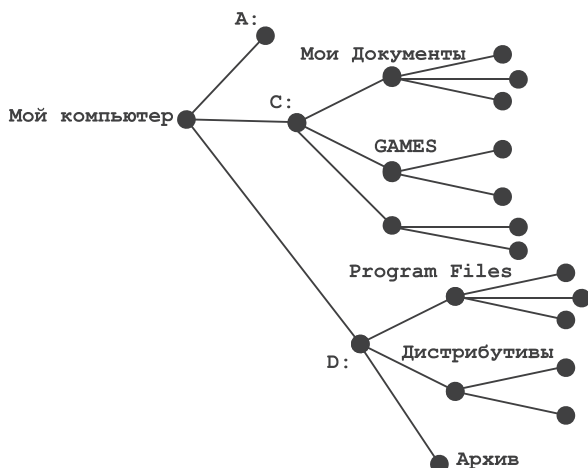 A:
Мои Документы
C:
Мой компьютер
GAMES
Program Files
Дистрибутивы
D:
Архив